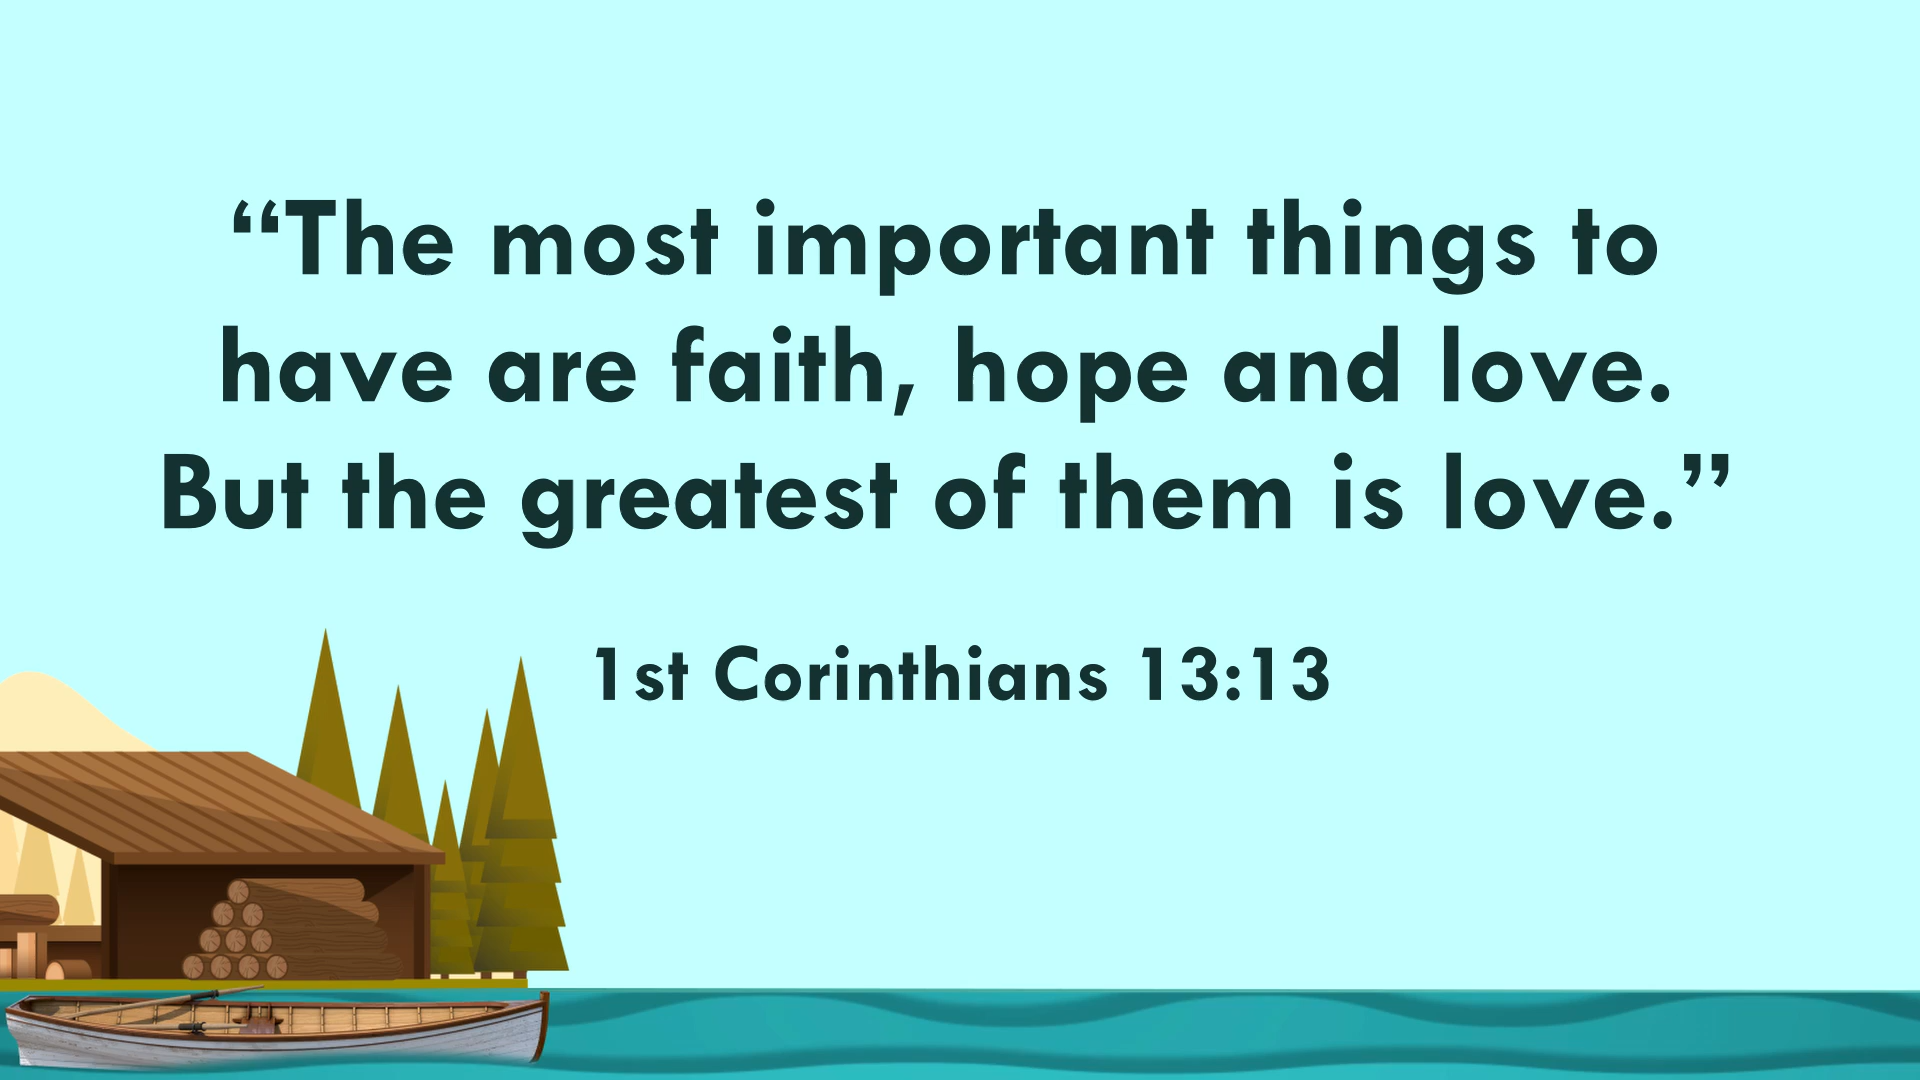 “The most important things to
have are faith, hope and love.
But the greatest of them is love.”
1st Corinthians 13:13